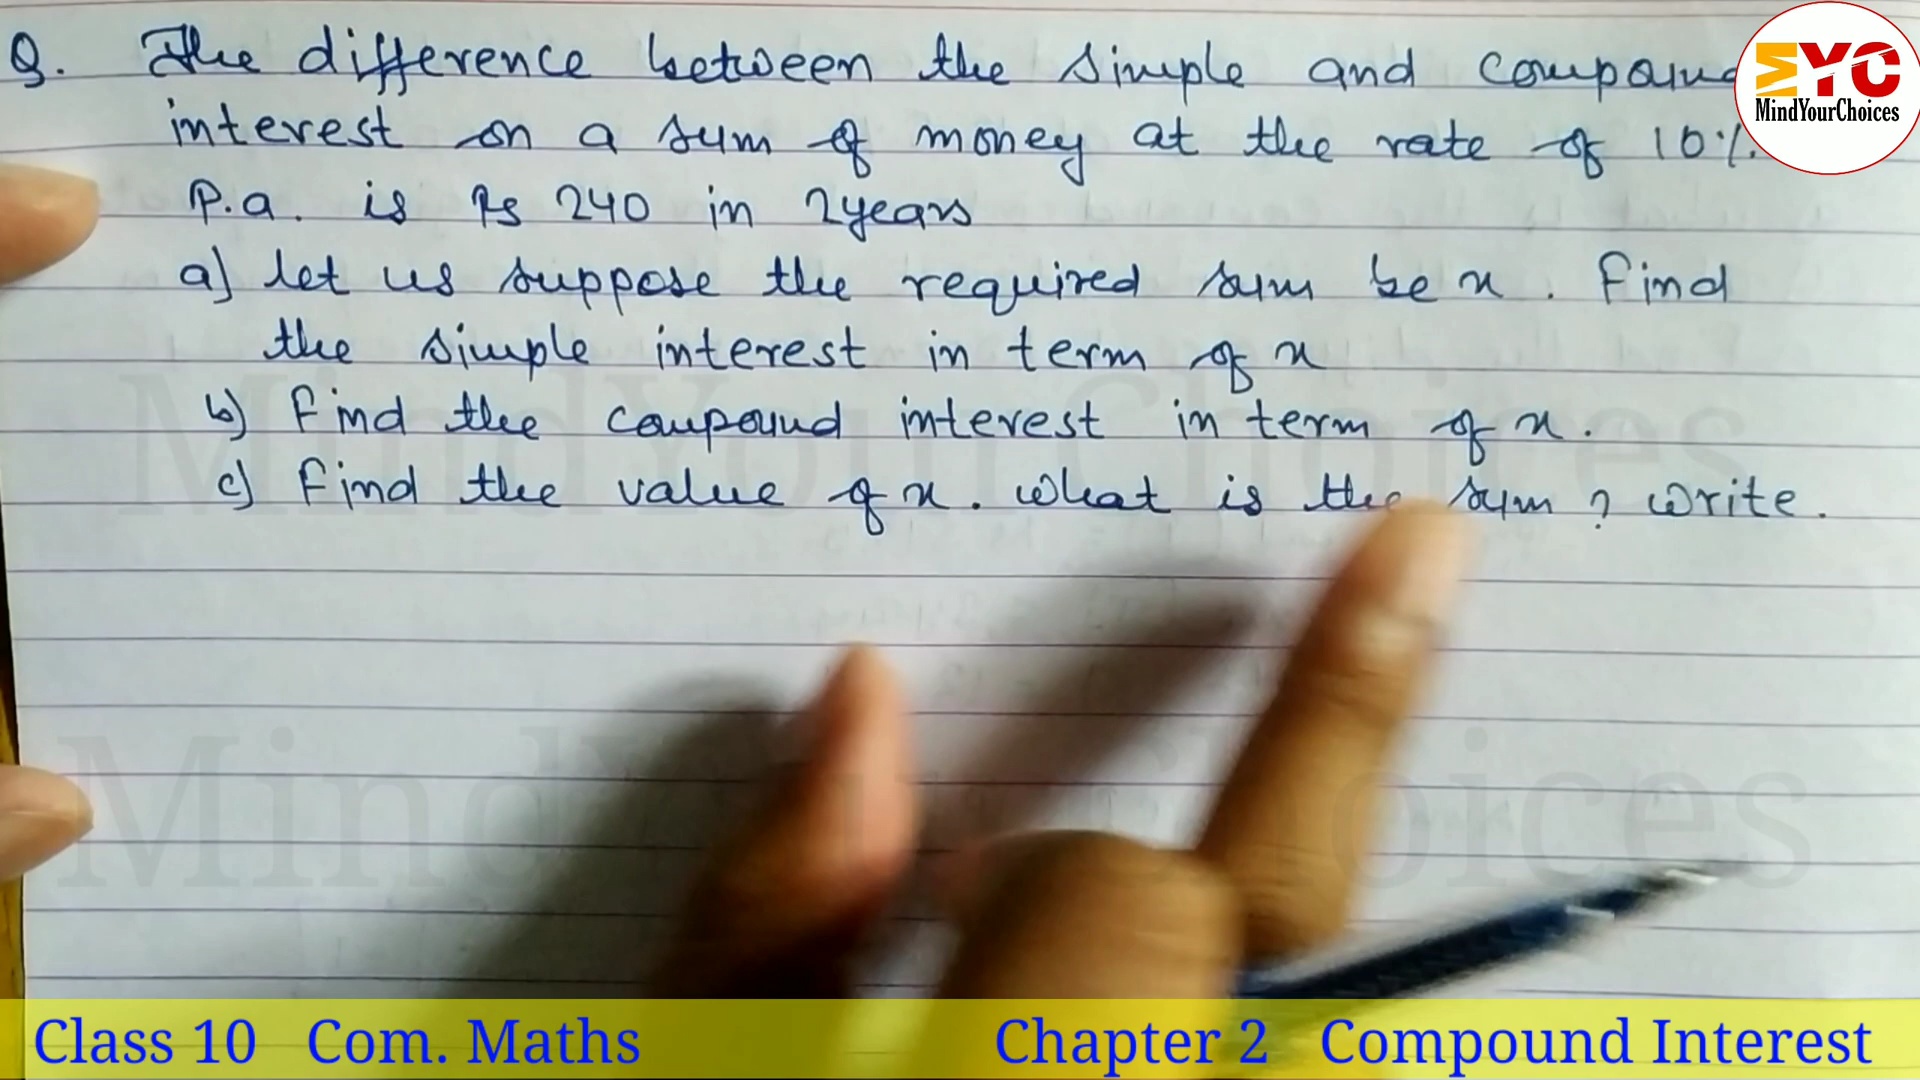 Q. The difference between the simple and compound
interest on a sum of money at the rate of 10%
P.a. is Rs 240 in 2years
a) let us suppose the required sum be x. Find
the simple interest in term of x
b) Find the compound interest in term of x.
c) Find the value of x. What is the sum? write.
MYC
MindYourChoices
MindYourChoices
MindYourChoices
Class 10 Com. Maths Chapter 2 Compound Interest